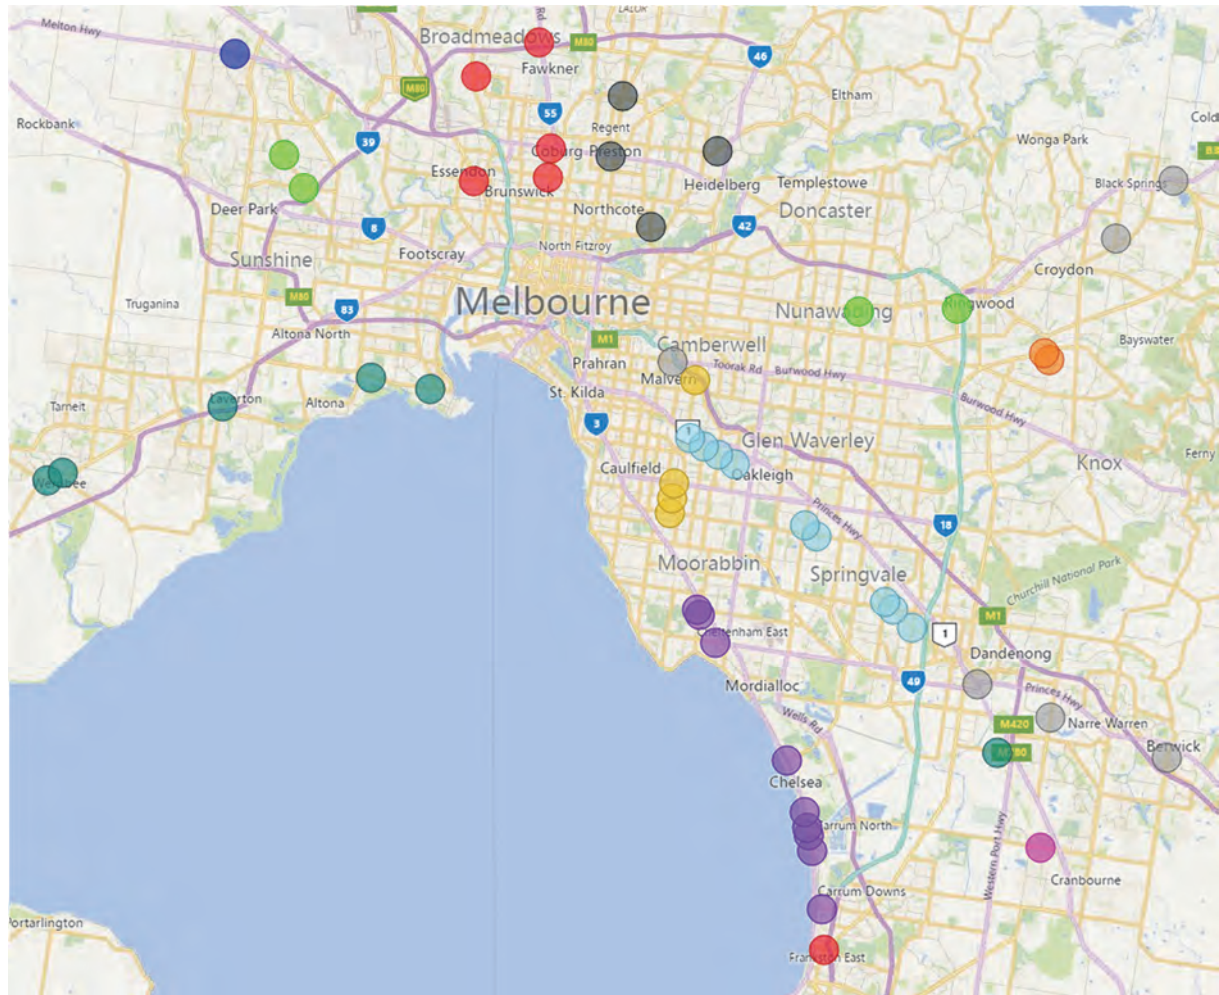 LALOR
Melton Hwy
Rd
Broadmeadows
M80
46
Fawkner
M80
Eltham
55
Regent
Rockbank
39
Coburg
Preston
Wonga Park
Essendon
Brunswick
Heidelberg
Templestowe
Black Springs
Deer Park
Northcote
Doncaster
8
42
North Fitzroy
Footscray
Sunshine
Croydon
M80
Truganina
83
Melbourne
Nunawading
Ringwood
Altona North
M1
Camberwell
Bayswater
Prahran
Toorak Rd
Burwood Hwy
Malvern
St. Kilda
Laverton
Altona
Tarneit
3
1
Burwood Hwy
Glen Waverley
Knox
Ferny
Caulfield
Oakleigh
Werribee
Princes Hwy
18
Moorabbin
Springvale
Churchill National Park
M1
Cheltenham East
1
Dandenong
Mordialloc
49
Princes Hwy
Wells Rd
M420
Narre Warren
Berwick
Chelsea
Carrum North
Western Port Hwy
Carrum Downs
Cranbourne
Portarlington
Frankston East